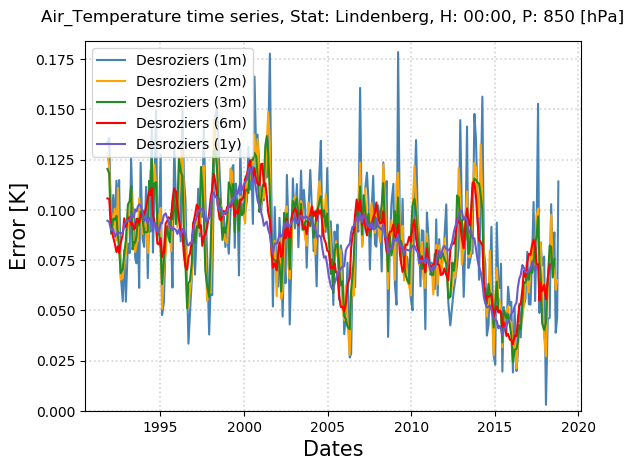 Air_Temperature time series, Stat: Lindenberg, H: 00:00, P: 850 [hPa]
Desroziers (1m)
Desroziers (2m)
Desroziers (3m)
Desroziers (6m)
Desroziers (1y)
Error [K]
0.175
0.150
0.125
0.100
0.075
0.050
0.025
0.000
1995 2000 2005 2010 2015 2020
Dates